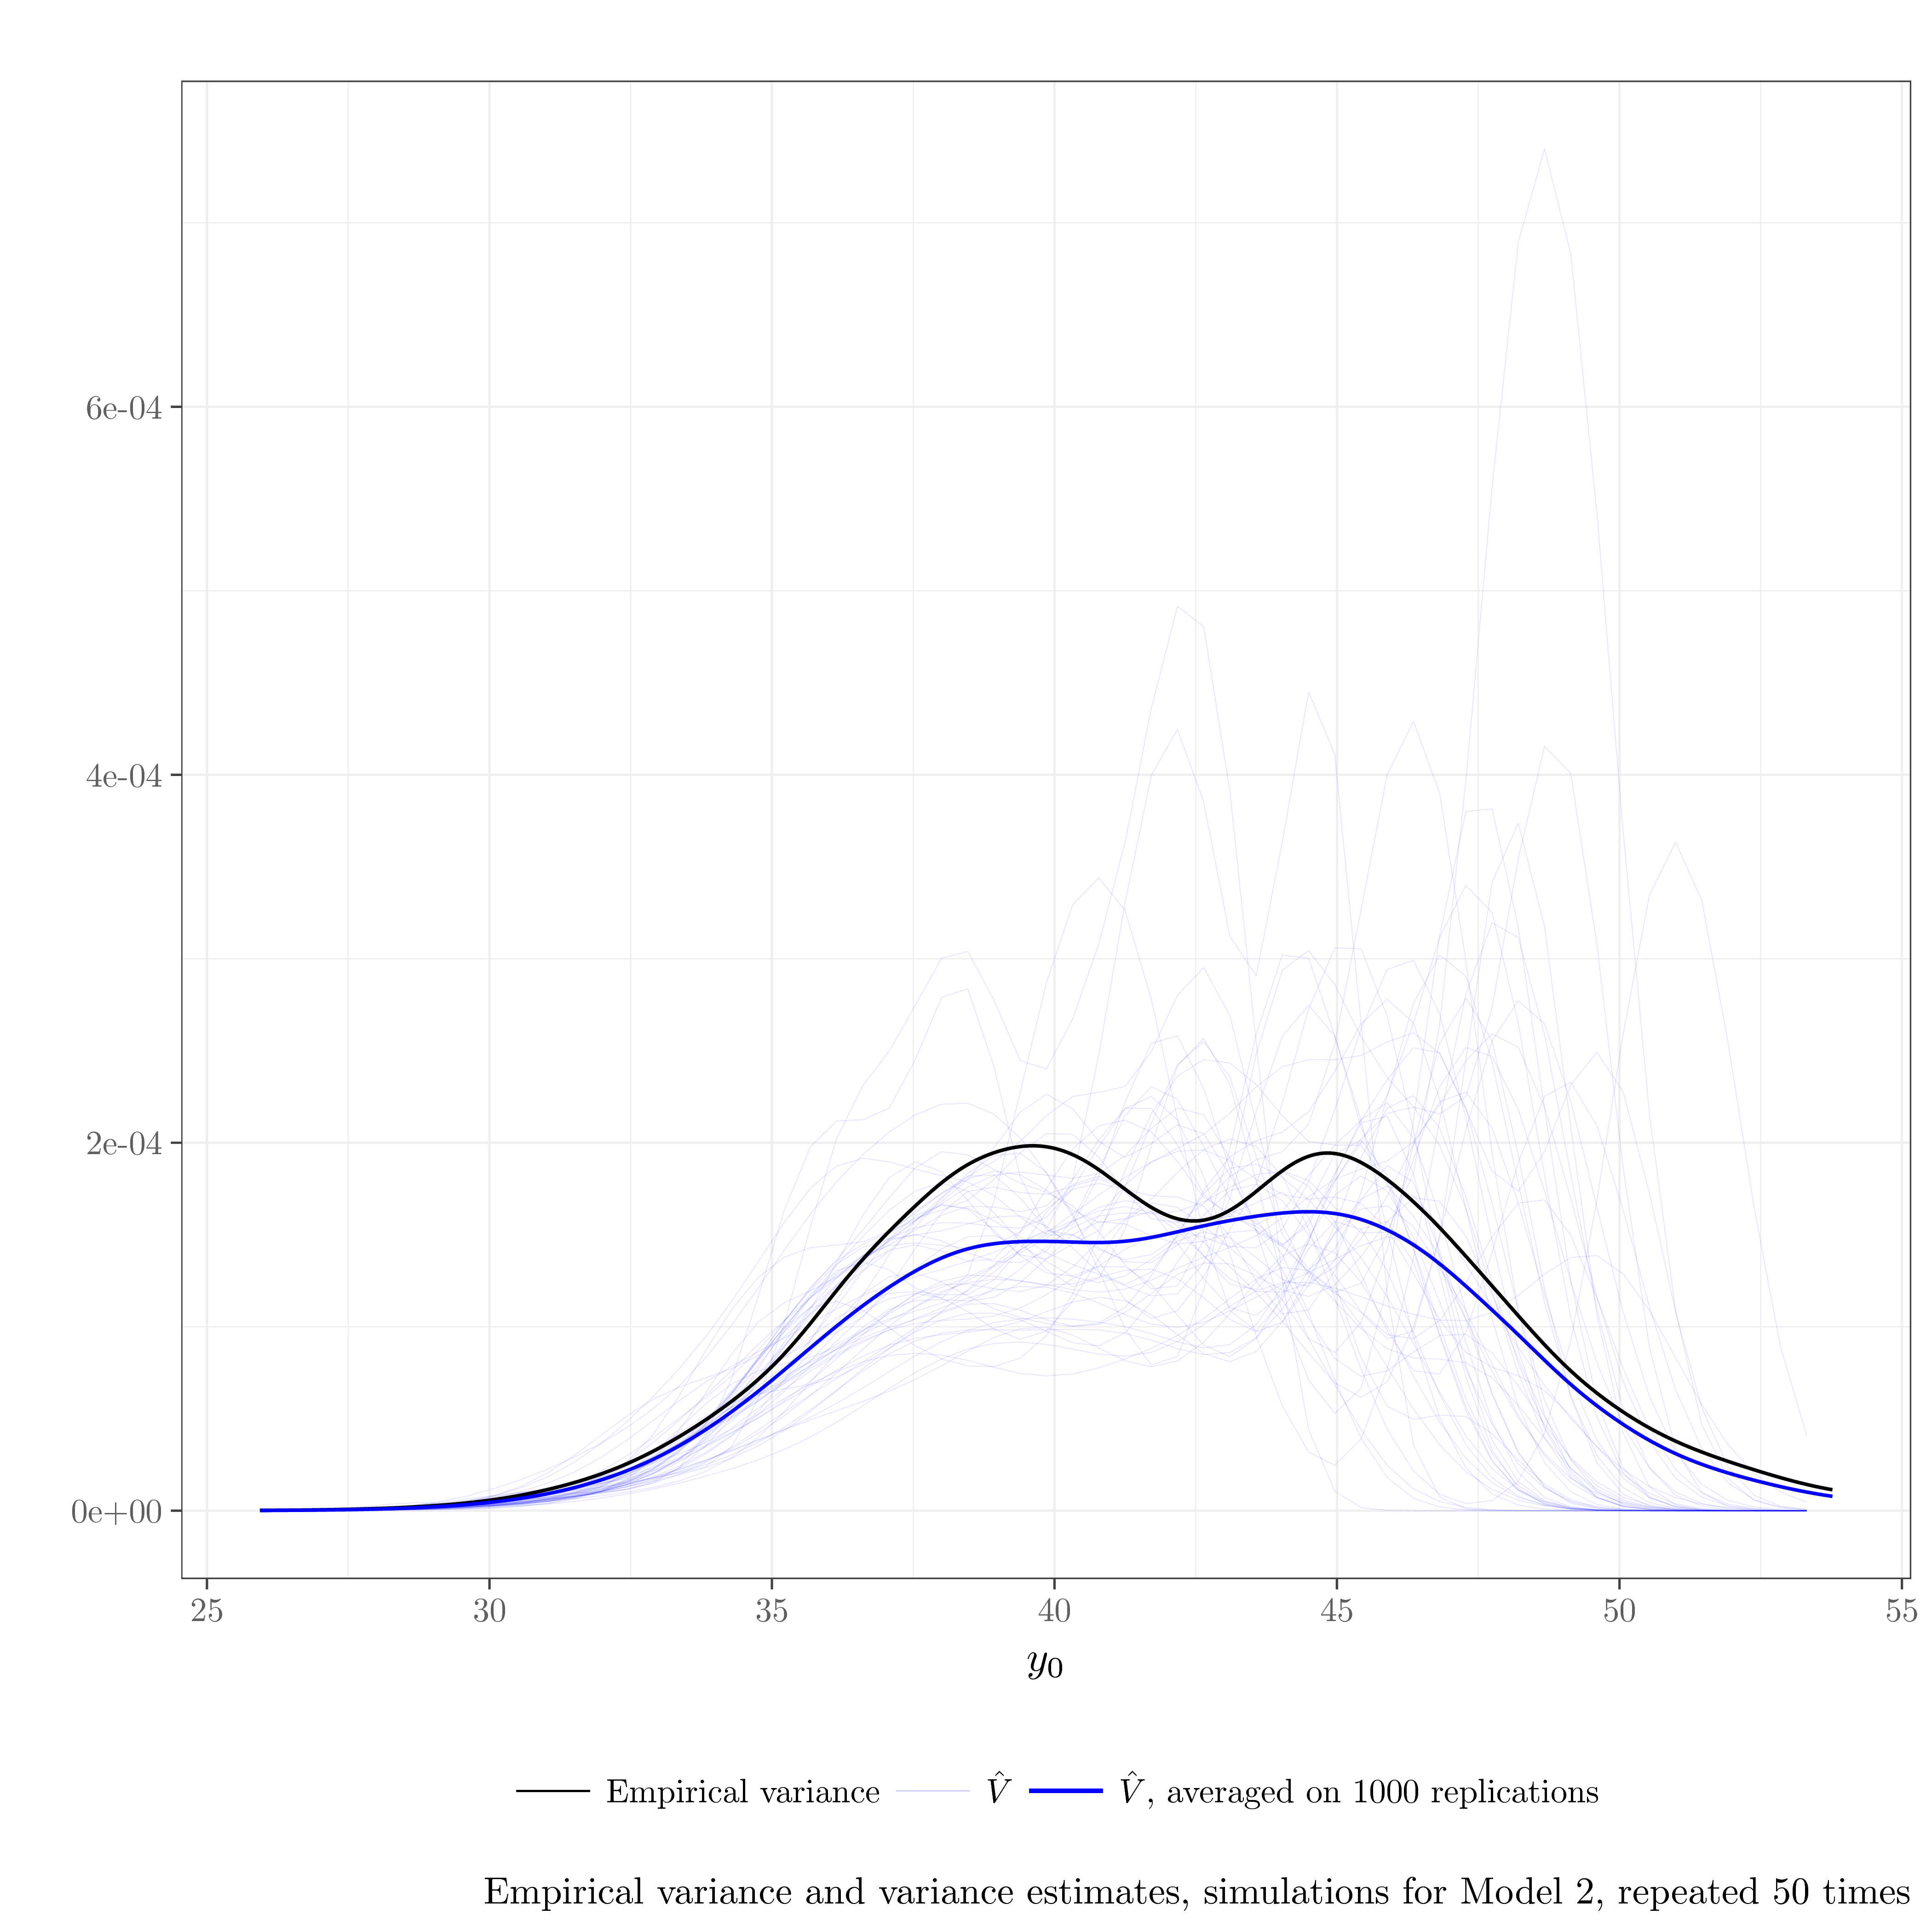 6e-04
4e-04
2e-04
0e+00
25 30 35 40 45 50 55
y₀
Empirical variance V̂ V̂, averaged on 1000 replications
Empirical variance and variance estimates, simulations for Model 2, repeated 50 times